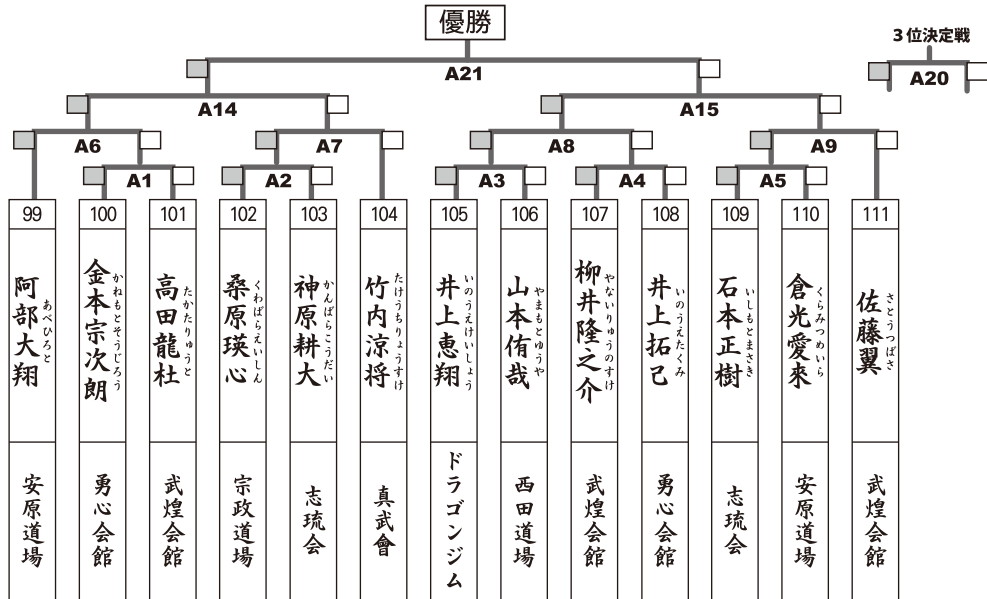 優勝
3位決定戦
A21
A20
A14
A15
A6
A7
A8
A9
A1
A2
A3
A4
A5
99
阿部大翔
あべひろと
安原道場
100
金本宗次朗
かねもとそうじろう
勇心会館
101
高田龍杜
たかたりゅうと
武煌会館
102
桑原瑛心
くわばらえいしん
宗政道場
103
神原耕大
かんばらこうだい
志琉会
104
竹内涼将
たけうちりょうすけ
真武會
105
井上恵翔
いのうえけいしょう
ドラゴンジム
106
山本侑哉
やまもとゆうや
西田道場
107
柳井隆之介
やないりゅうのすけ
武煌会館
108
井上拓己
いのうえたくみ
勇心会館
109
石本正樹
いしもとまさき
志琉会
110
倉光愛來
くらみつめいら
安原道場
111
佐藤翼
さとうつばさ
武煌会館